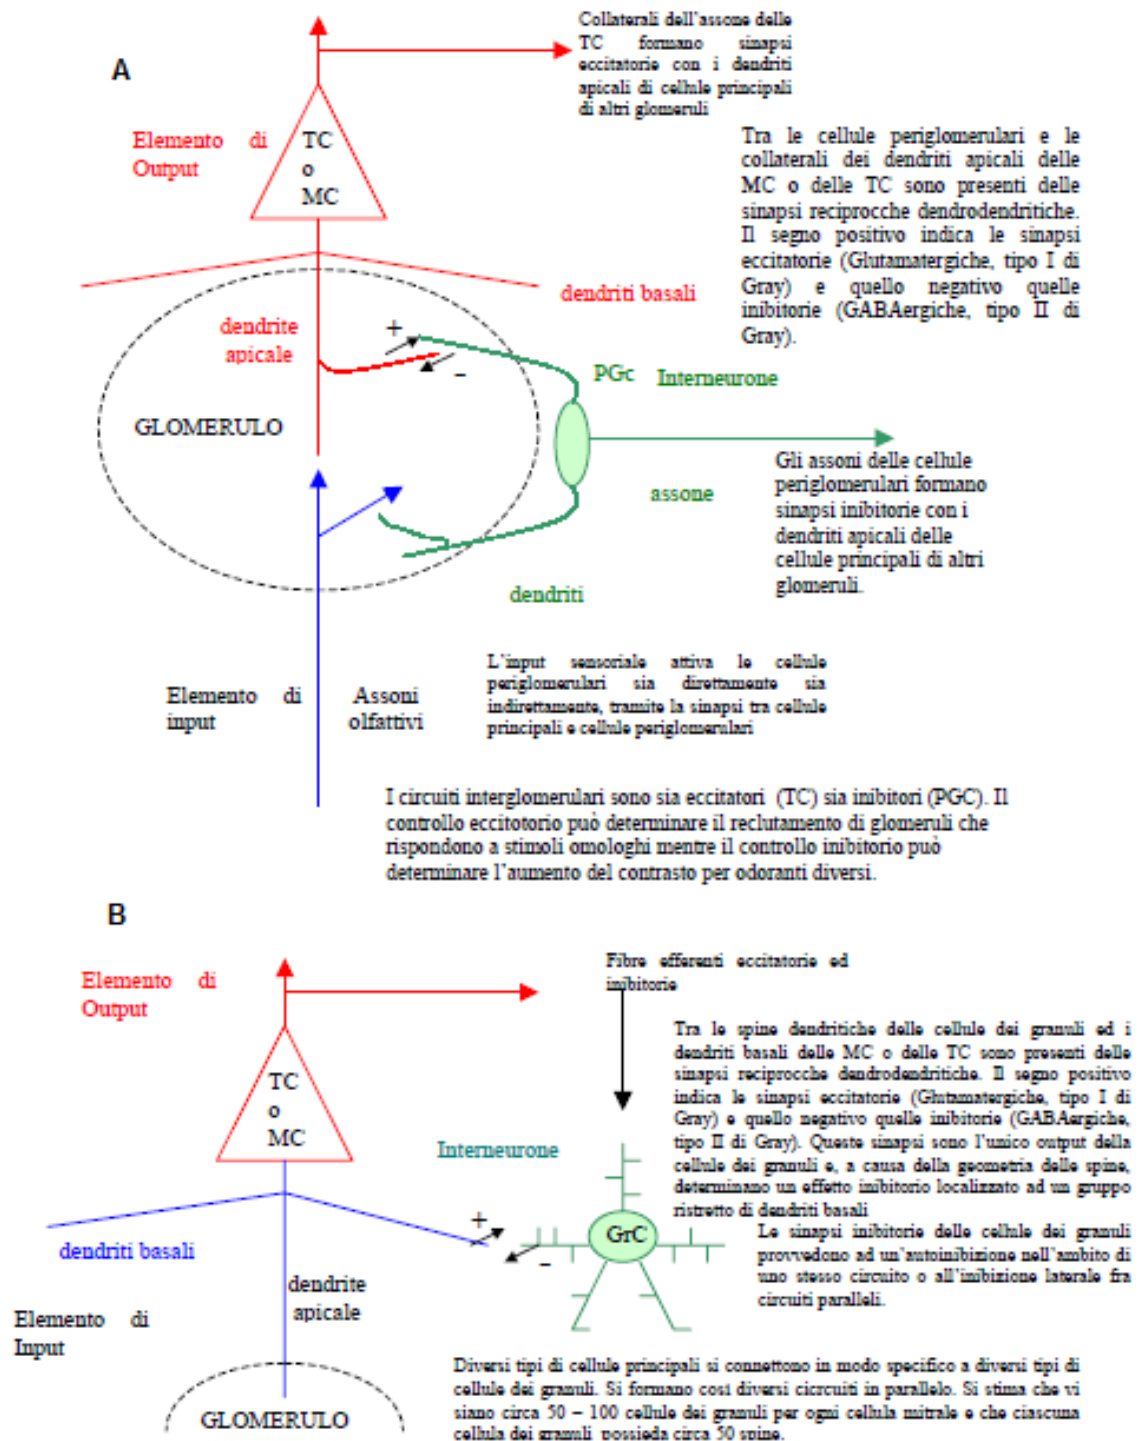 Collaterali dell'assone delle
TC formano sinapsi
eccitatorie con i dendriti
apicali di cellule principali
di altri glomeruli
A
Elemento di
Output
TC
o
MC
Tra le cellule periglomerulari e le
collaterali dei dendriti apicali delle
MC o delle TC sono presenti delle
sinapsi reciprocche dendrodendritiche.
Il segno positivo indica le sinapsi
eccitatorie (Glutamatergiche, tipo I di
Gray) e quello negativo quelle
inibitorie (GABAergiche, tipo II di
Gray).
dendriti basali
dendrite
apicale
+
−
PGc Interneurone
GLOMERULO
assone
Gli assoni delle cellule
periglomerulari formano
sinapsi inibitorie con i
dendriti apicali delle
cellule principali di altri
glomeruli.
dendriti
L'input sensoriale attiva le cellule
periglomerulari sia direttamente sia
indirettamente, tramite la sinapsi tra cellule
principali e cellule periglomerulari
Elemento di
input
Assoni
olfattivi
I circuiti interglomerulari sono sia eccitatori (TC) sia inibitori (PGC). Il
controllo eccitotorio può determinare il reclutamento di glomeruli che
rispondono a stimoli omologhi mentre il controllo inibitorio può
determinare l'aumento del contrasto per odoranti diversi.
B
Elemento di
Output
Fibre efferenti eccitatorie ed
inibitorie
TC
o
MC
Tra le spine dendritiche delle cellule dei granuli ed i
dendriti basali delle MC o delle TC sono presenti delle
sinapsi reciprocche dendrodendritiche. Il segno positivo
indica le sinapsi eccitatorie (Glutamatergiche, tipo I di
Gray) e quello negativo quelle inibitorie (GABAergiche,
tipo II di Gray). Queste sinapsi sono l'unico output della
cellule dei granuli e, a causa della geometria delle spine,
determinano un effetto inibitorio localizzato ad un gruppo
ristretto di dendriti basali
Interneurone
+
−
GrC
Le sinapsi inibitorie delle cellule dei granuli
provvedono ad un'autoinibizione nell'ambito di
uno stesso circuito o all'inibizione laterale fra
circuiti paralleli.
dendriti basali
dendrite
apicale
Elemento di
Input
GLOMERULO
Diversi tipi di cellule principali si connettono in modo specifico a diversi tipi di
cellule dei granuli. Si formano così diversi cicrcuiti in parallelo. Si stima che vi
siano circa 50 – 100 cellule dei granuli per ogni cellula mitrale e che ciascuna
cellula dei granuli possieda circa 50 spine.